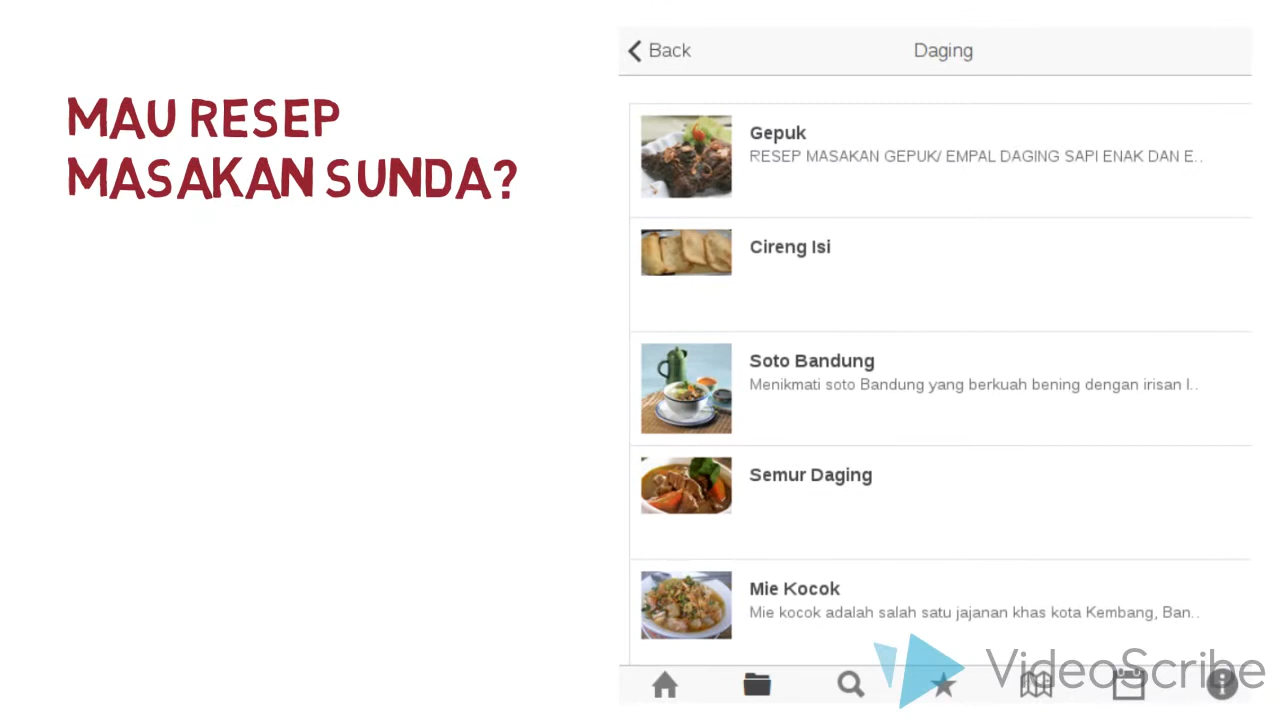 MAU RESEP
MASAKAN SUNDA?
Back
Daging
Gepuk
RESEP MASAKAN GEPUK/ EMPAL DAGING SAPI ENAK DAN E..
Cireng Isi
Soto Bandung
Menikmati soto Bandung yang berkuah bening dengan irisan l..
Semur Daging
Mie Kocok
Mie kocok adalah salah satu jajanan khas kota Kembang, Ban..
VideoScribe